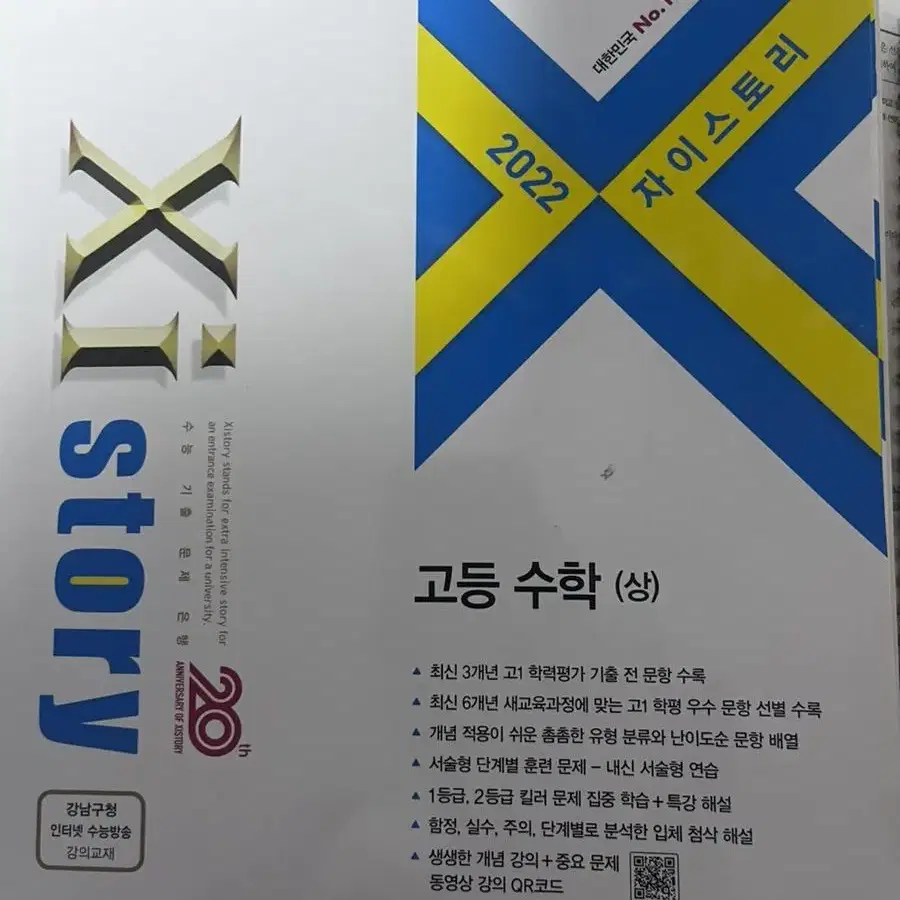 대한민국 No.1
2022
자이스토리
Xi story
Xistory stands for extra intensive story for
an entrance examination for a university.
수능 기출 문제 은행
20th
ANNIVERSARY OF XISTORY
고등 수학 (상)
▲ 최신 3개년 고1 학력평가 기출 전 문항 수록
▲ 최신 6개년 새교육과정에 맞는 고1 학평 우수 문항 선별 수록
▲ 개념 적용이 쉬운 촘촘한 유형 분류와 난이도순 문항 배열
▲ 서술형 단계별 훈련 문제 – 내신 서술형 연습
▲ 1등급, 2등급 킬러 문제 집중 학습 + 특강 해설
▲ 함정, 실수, 주의, 단계별로 분석한 입체 첨삭 해설
▲ 생생한 개념 강의 + 중요 문제
동영상 강의 QR코드
강남구청
인터넷 수능방송
강의교재